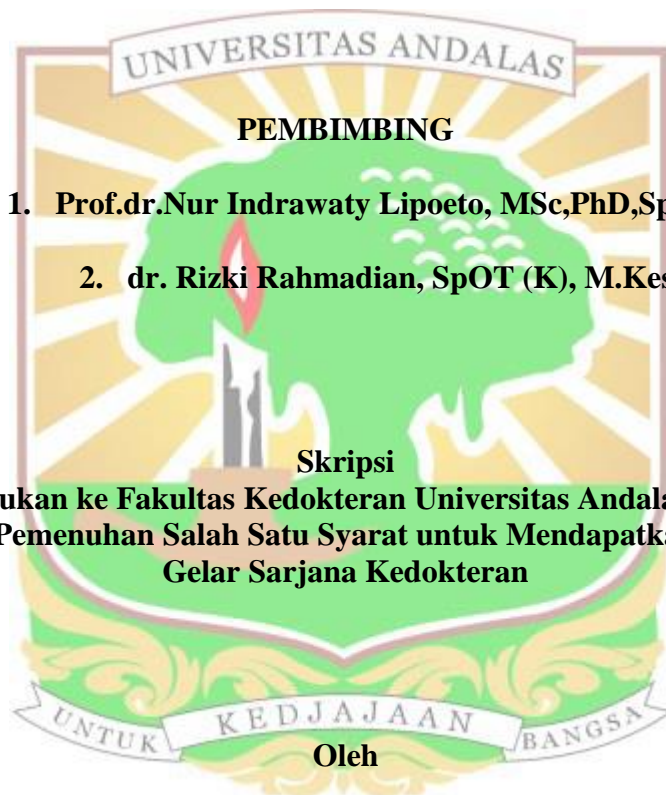 UNIVERSITAS ANDALAS
PEMBIMBING
1. Prof.dr.Nur Indrawaty Lipoeto, MSc,PhD,Sp
2. dr. Rizki Rahmadian, SpOT (K), M.Kes
Skripsi
ukan ke Fakultas Kedokteran Universitas Andala
Pemenuhan Salah Satu Syarat untuk Mendapatka
Gelar Sarjana Kedokteran
UNTUK KEDJAJAAN BANGSA
Oleh